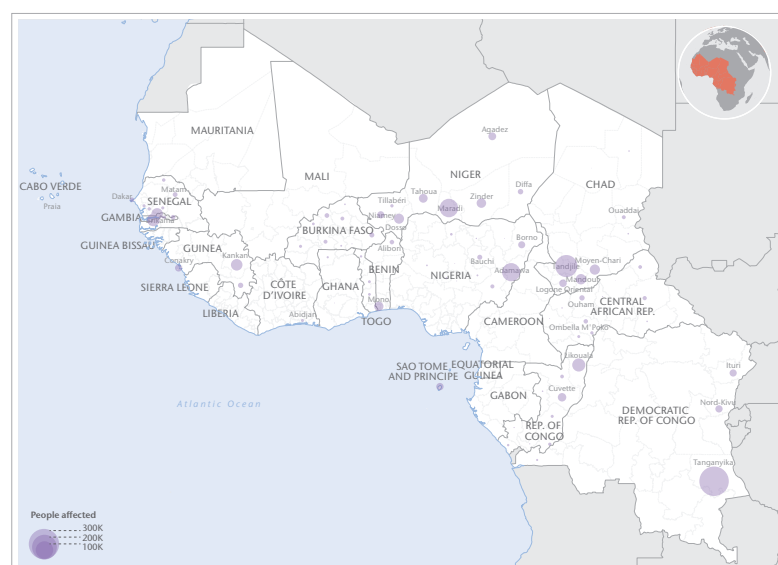 MAURITANIA
MALI
NIGER
CHAD
Agadez
CABO VERDE
Praia
Dakar
Matam
SENEGAL
GAMBIA
GUINEA BISSAU
GUINEA
Conakry
Kankan
SIERRA LEONE
LIBERIA
CÔTE
D'IVOIRE
Abidjan
BURKINA FASO
GHANA
TOGO
Mono
BENIN
Alibori
Tillabéri
Niamey
Dosso
Tahoua
Maradi
Zinder
Diffa
NIGERIA
Bauchi
Borno
Adamawa
Ouaddaï
Tandjilé
Moyen-Chari
Mandoul
Logone Oriental
Ouham
CENTRAL
AFRICAN REP.
Ombella M'Poko
CAMEROON
SAO TOME
AND PRINCIPE
EQUATORIAL
GUINEA
Likouala
GABON
Cuvette
REP. OF
CONGO
Ituri
Nord-Kivu
DEMOCRATIC
REP. OF CONGO
Tanganyika
Atlantic Ocean
People affected
300K
200K
100K